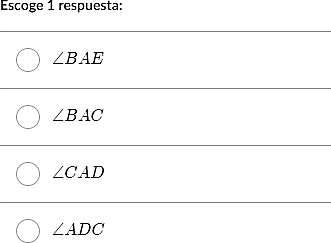 Escoge 1 respuesta:
∠BAE
∠BAC
∠CAD
∠ADC